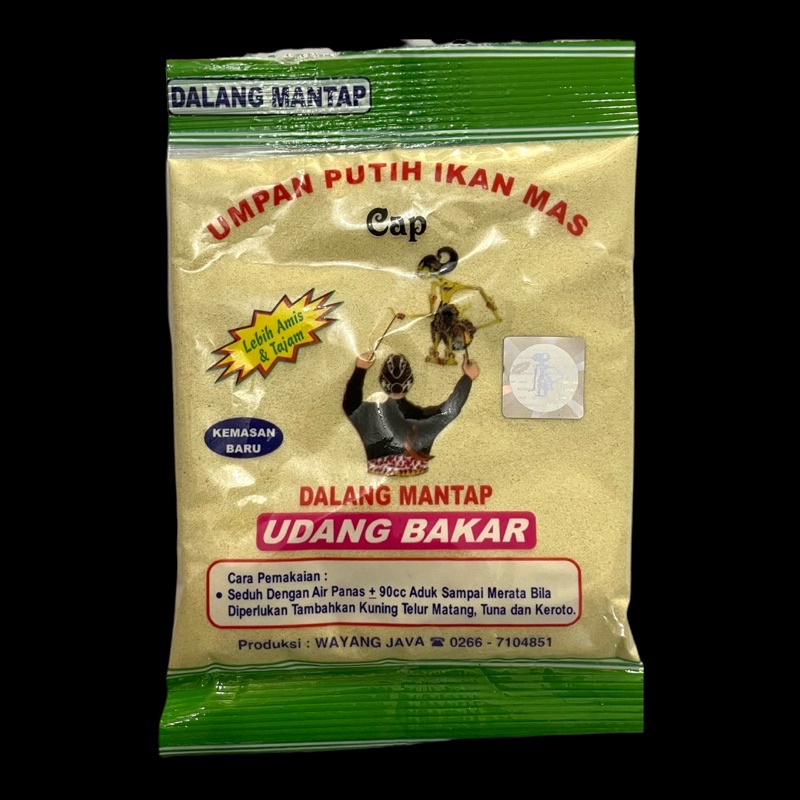 DALANG MANTAP
UMPAN PUTIH IKAN MAS
Cap
Lebih Amis
& Tajam
KEMASAN
BARU
DALANG MANTAP
UDANG BAKAR
Cara Pemakaian :
• Seduh Dengan Air Panas ± 90cc Aduk Sampai Merata Bila
Diperlukan Tambahkan Kuning Telur Matang, Tuna dan Keroto.
Produksi : WAYANG JAVA ☎ 0266 - 7104851